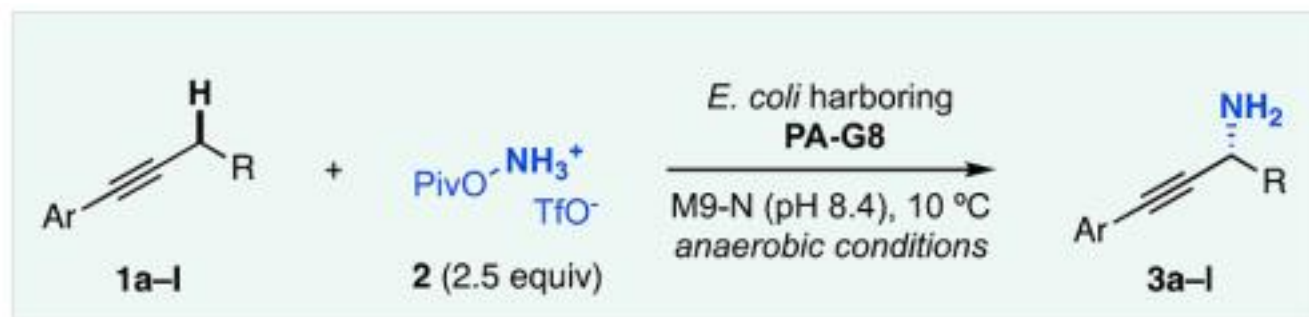 H
R
Ar
1a–l
+
NH₃⁺
PivO
TfO⁻
2 (2.5 equiv)
E. coli harboring
PA-G8
M9-N (pH 8.4), 10 ºC
anaerobic conditions
NH₂
R
Ar
3a–l